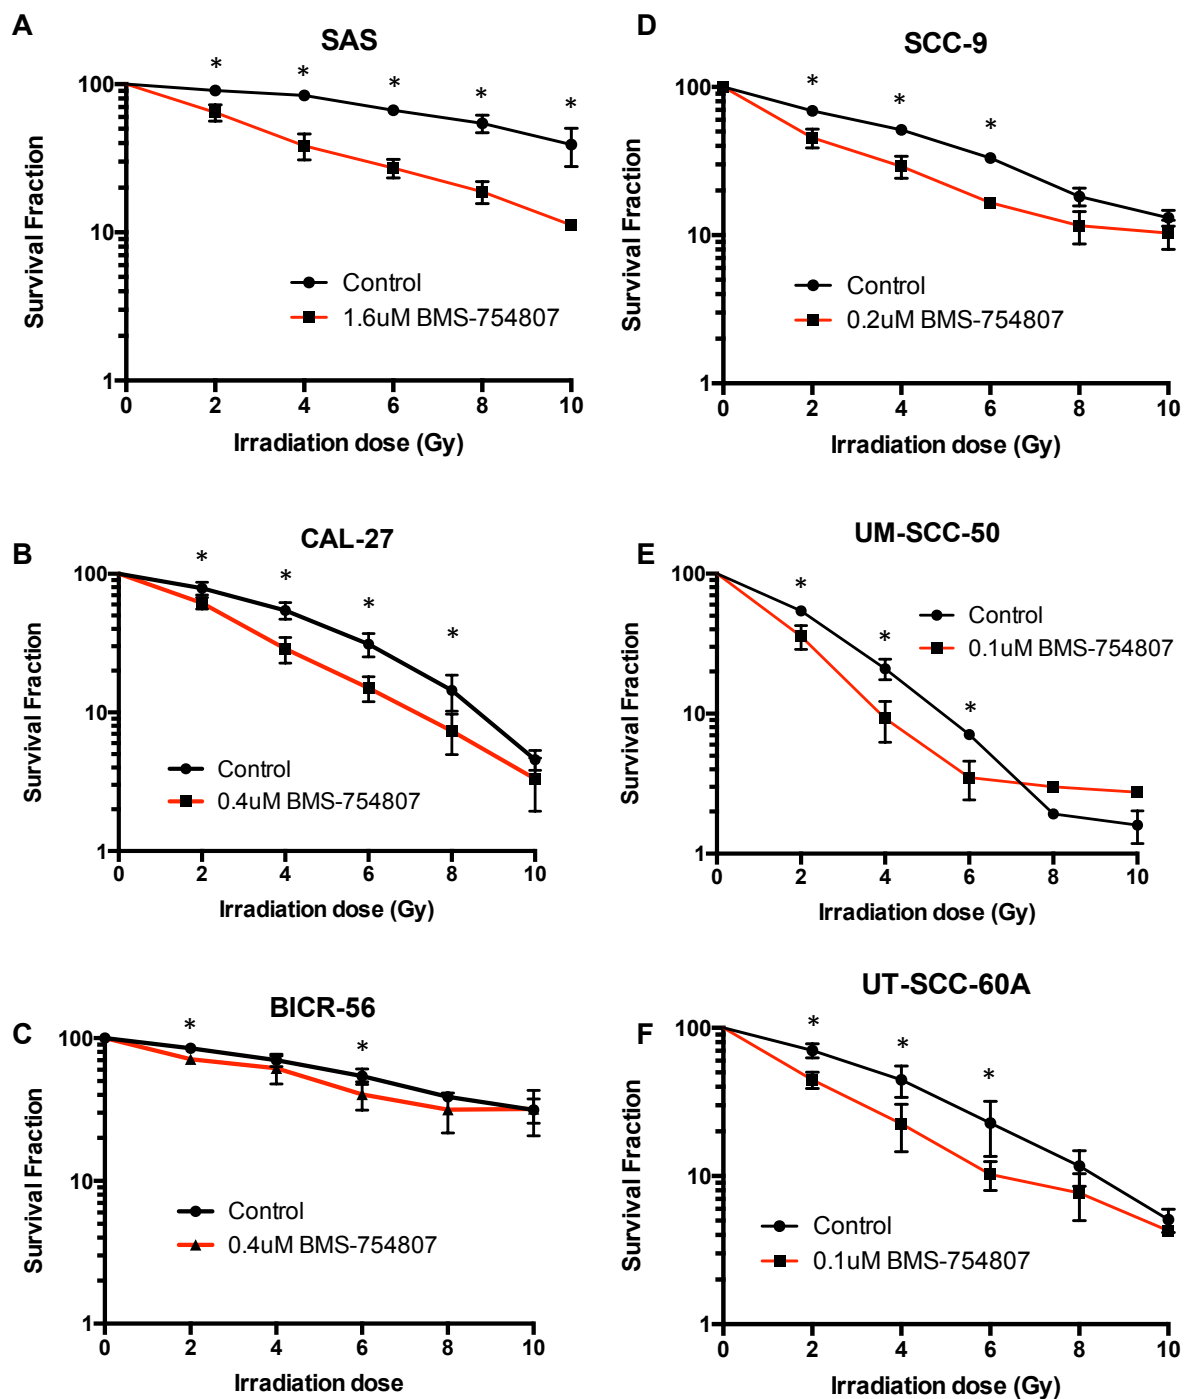 A
SAS
* * * * *
100
10
1
Survival Fraction
Control
1.6uM BMS-754807
0 2 4 6 8 10
Irradiation dose (Gy)
D
SCC-9
* * *
100
10
1
Survival Fraction
Control
0.2uM BMS-754807
0 2 4 6 8 10
Irradiation dose (Gy)
B
CAL-27
* * * *
100
10
1
Survival Fraction
Control
0.4uM BMS-754807
0 2 4 6 8 10
Irradiation dose (Gy)
E
UM-SCC-50
* * *
100
10
1
Survival Fraction
Control
0.1uM BMS-754807
0 2 4 6 8 10
Irradiation dose (Gy)
C
BICR-56
* *
100
10
1
Survival Fraction
Control
0.4uM BMS-754807
0 2 4 6 8 10
Irradiation dose
F
UT-SCC-60A
* * *
100
10
1
Survival Fraction
Control
0.1uM BMS-754807
0 2 4 6 8 10
Irradiation dose (Gy)